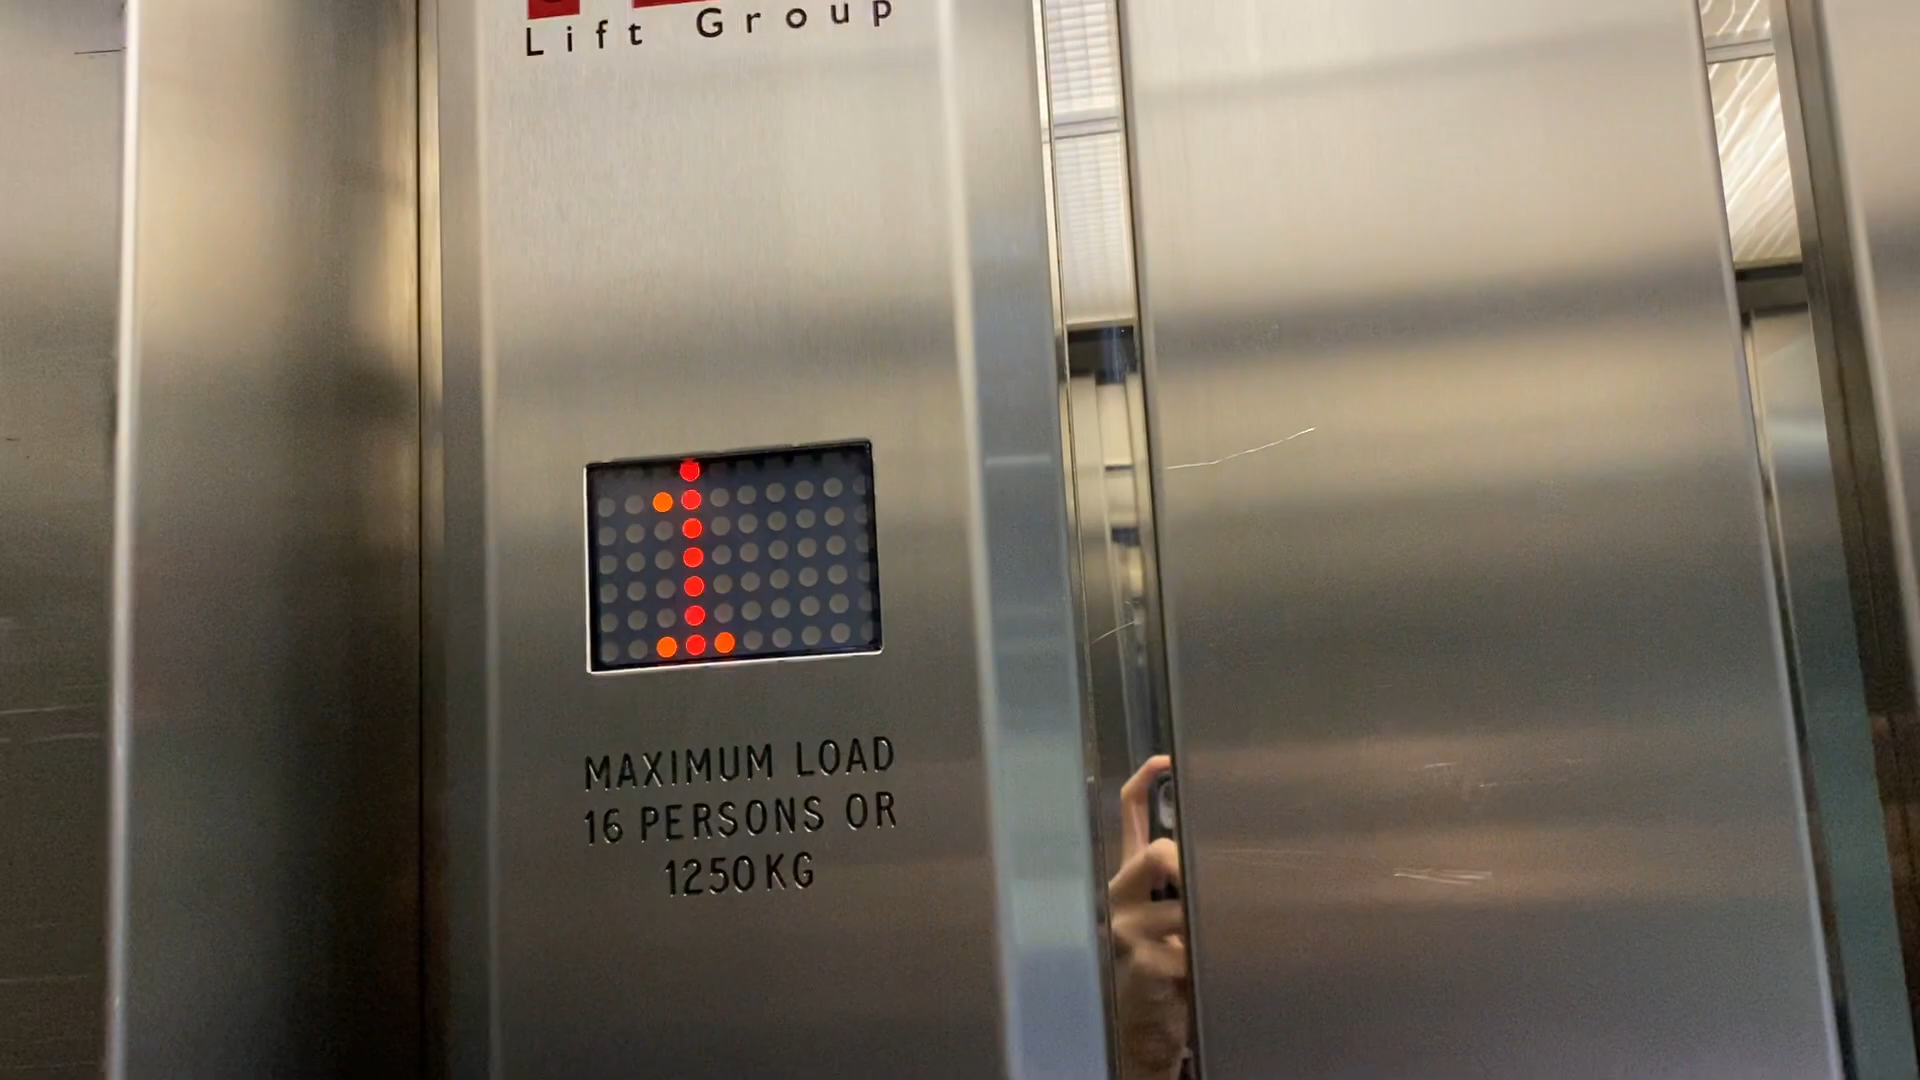 Lift Group
1
MAXIMUM LOAD
16 PERSONS OR
1250KG